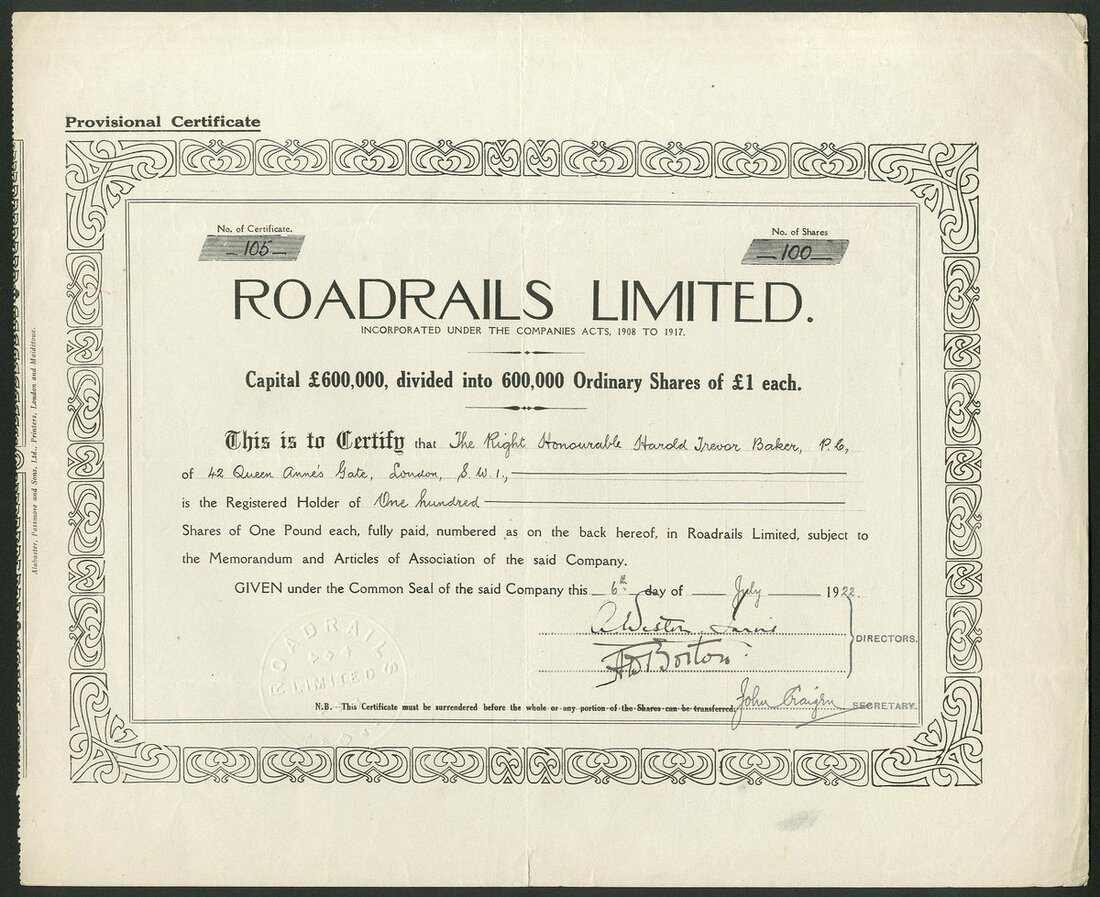 Provisional Certificate
No. of Certificate.
No. of Shares
105
100
ROADRAILS LIMITED.
INCORPORATED UNDER THE COMPANIES ACTS, 1908 TO 1917.
Capital £600,000, divided into 600,000 Ordinary Shares of £1 each.
This is to Certify that The Right Honourable Harold Trevor Baker, P.C,
of 42 Queen Anne's Gate, London, S.W.1.,
is the Registered Holder of One hundred
Shares of One Pound each, fully paid, numbered as on the back hereof, in Roadrails Limited, subject to
the Memorandum and Articles of Association of the said Company.
GIVEN under the Common Seal of the said Company this 6th day of July 1922.
A Weston Jarvis
DIRECTORS.
Borton
John
SECRETARY.
N.B.—This Certificate must be surrendered before the whole or any portion of the Shares can be transferred.
ROADRAILS
LIMITED
Alabaster, Passmore and Sons, Ltd., Printers, London and Maidstone.